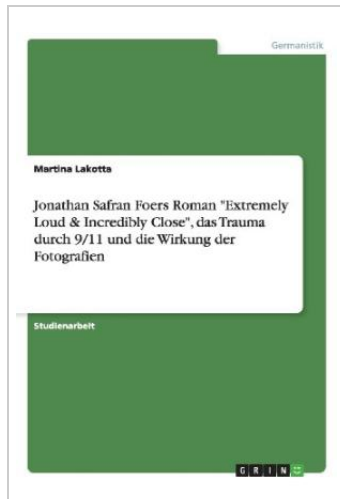 Germanistik
Martina Lakotta
Jonathan Safran Foers Roman "Extremely
Loud & Incredibly Close", das Trauma
durch 9/11 und die Wirkung der
Fotografien
Studienarbeit
GRIN